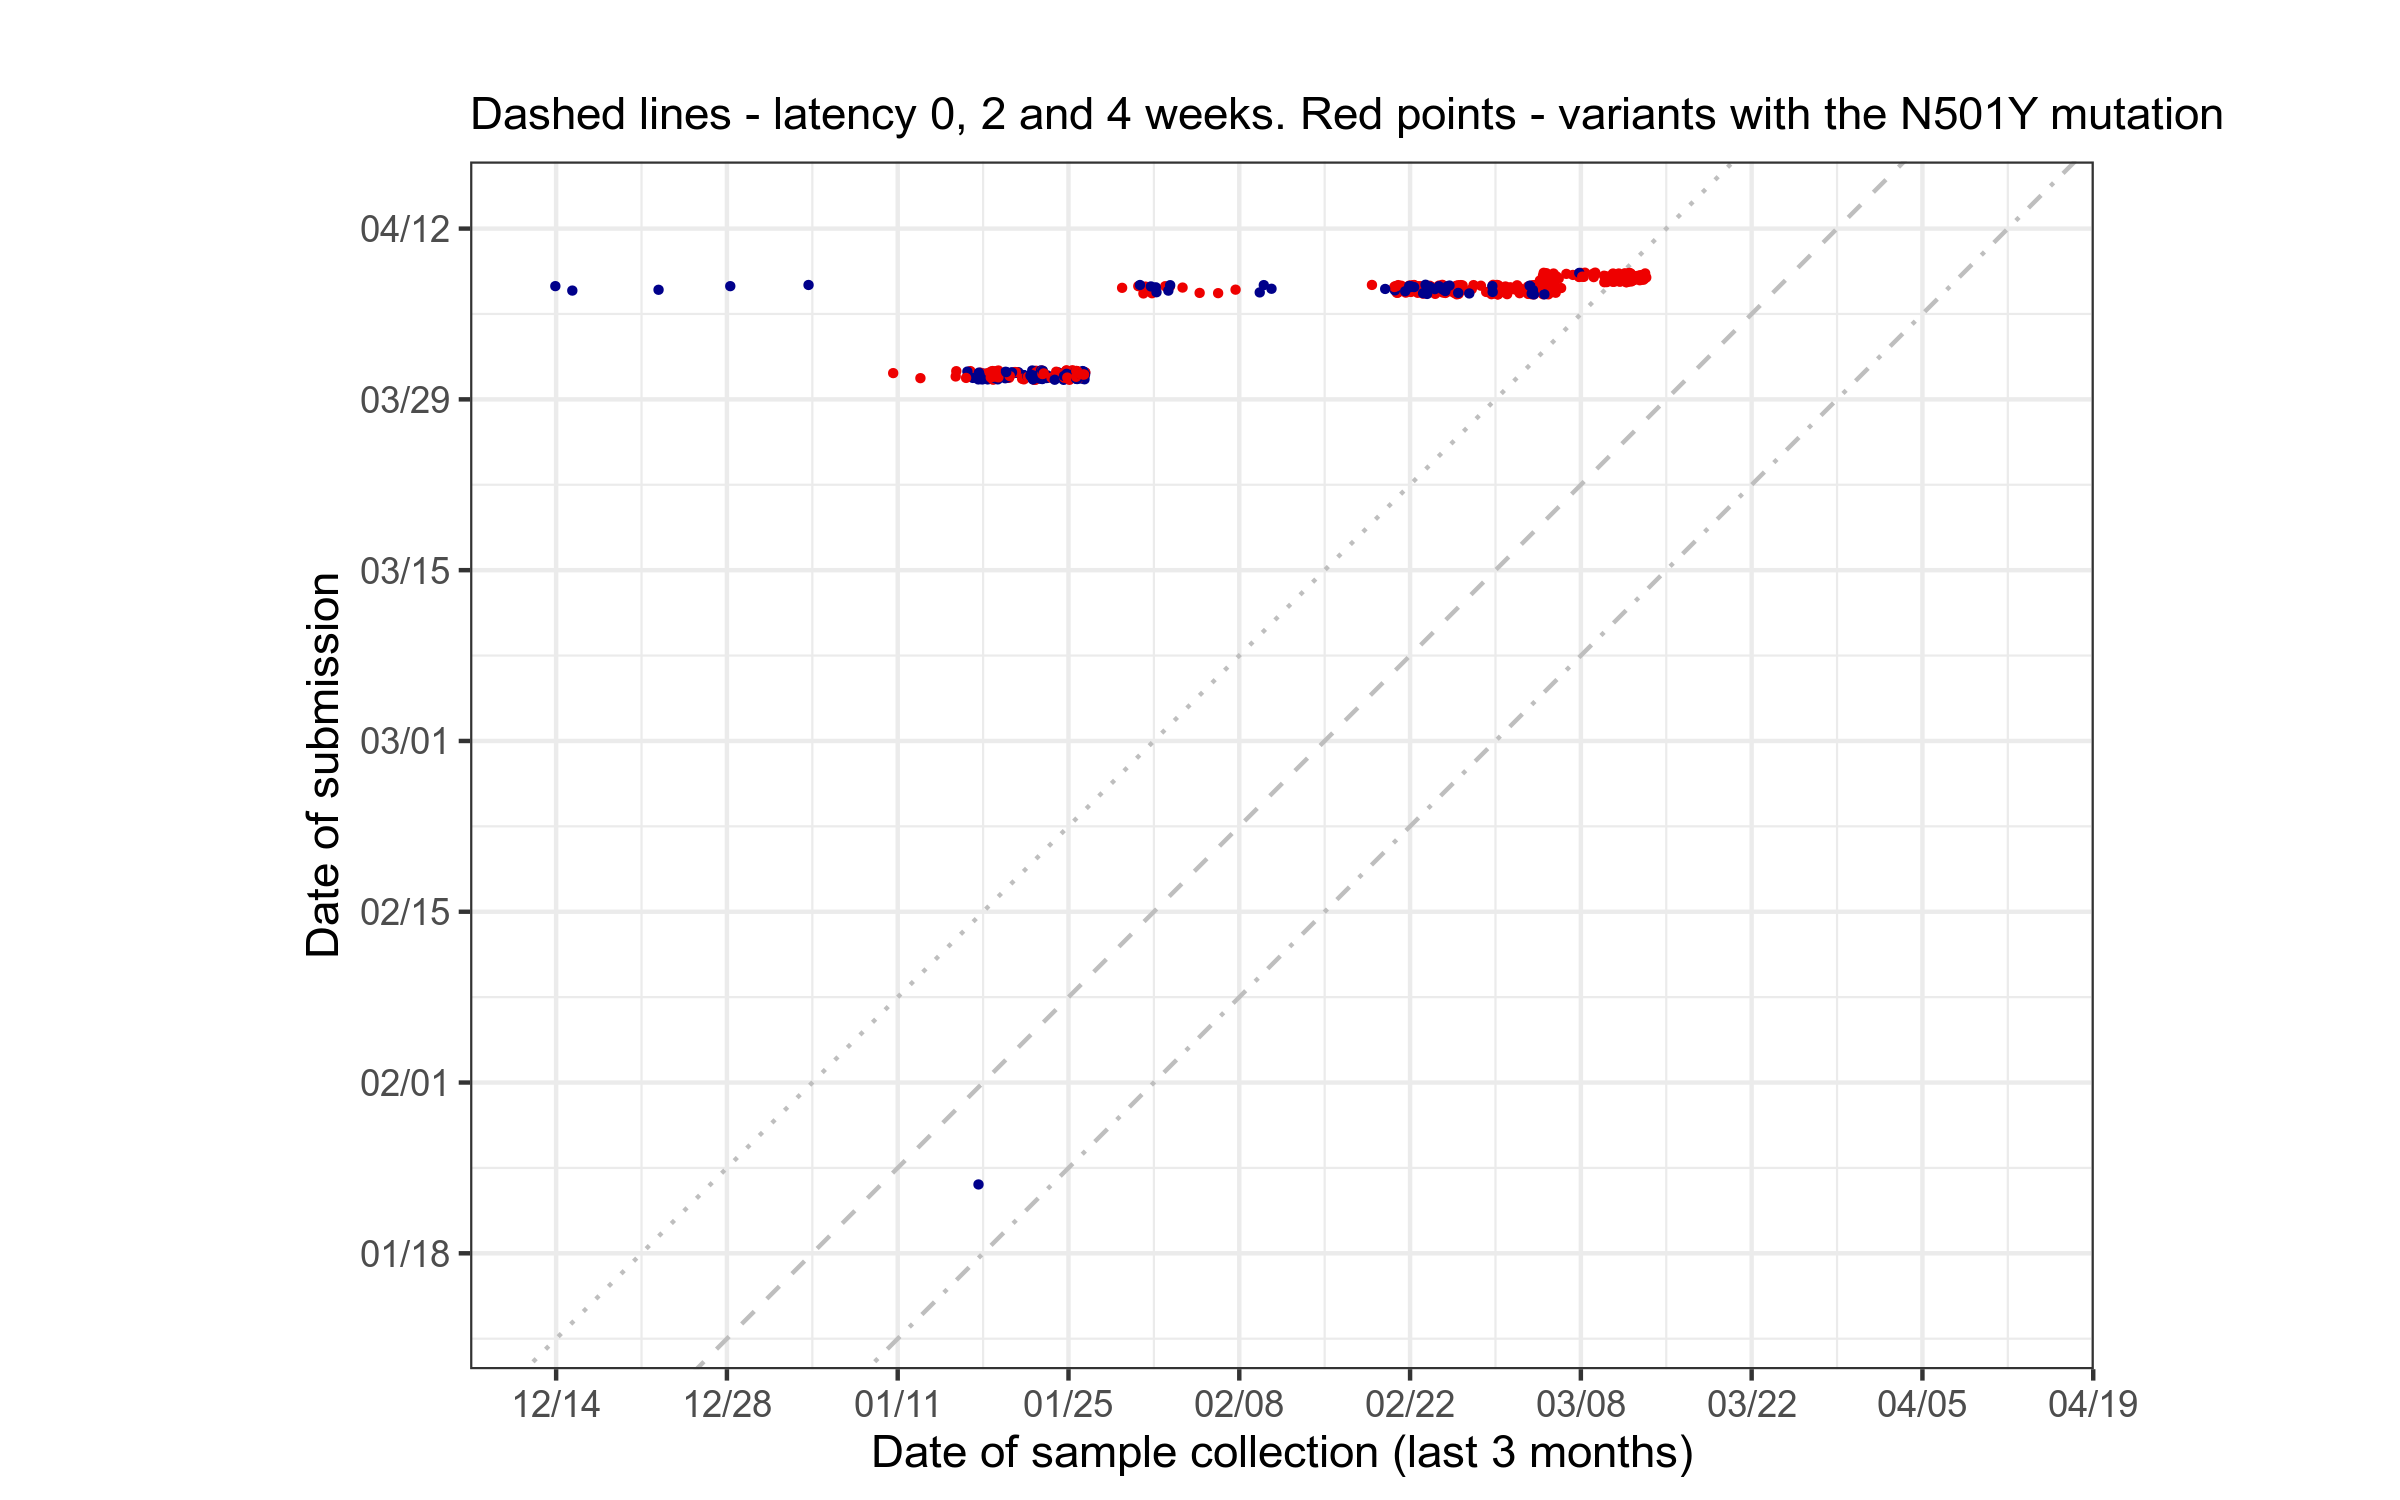 Dashed lines - latency 0, 2 and 4 weeks. Red points - variants with the N501Y mutation
Date of submission
04/12
03/29
03/15
03/01
02/15
02/01
01/18
12/14 12/28 01/11 01/25 02/08 02/22 03/08 03/22 04/05 04/19
Date of sample collection (last 3 months)